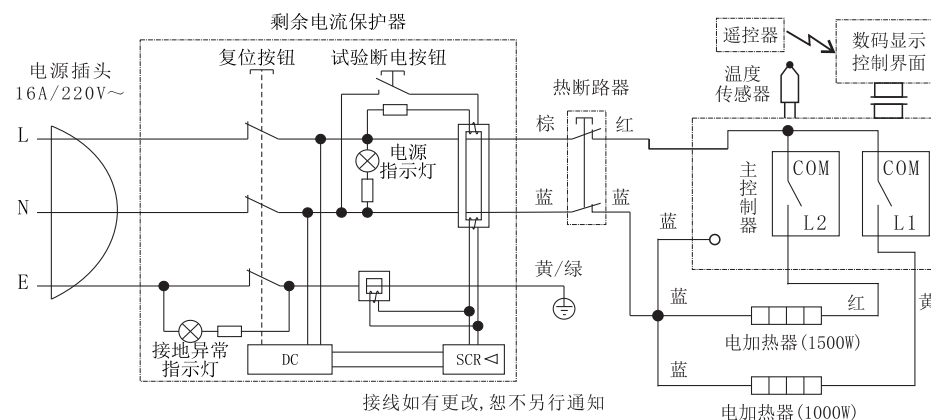 剩余电流保护器
遥控器
数码显示
控制界面
复位按钮
试验断电按钮
电源插头
16A/220V～
温度
传感器
热断路器
L
棕
红
电源
指示灯
主控制器
COM
COM
L2
L1
N
蓝
蓝
蓝
E
黄/绿
蓝
红
黄
接地异常
指示灯
DC
SCR
电加热器(1500W)
蓝
接线如有更改,恕不另行通知
电加热器(1000W)